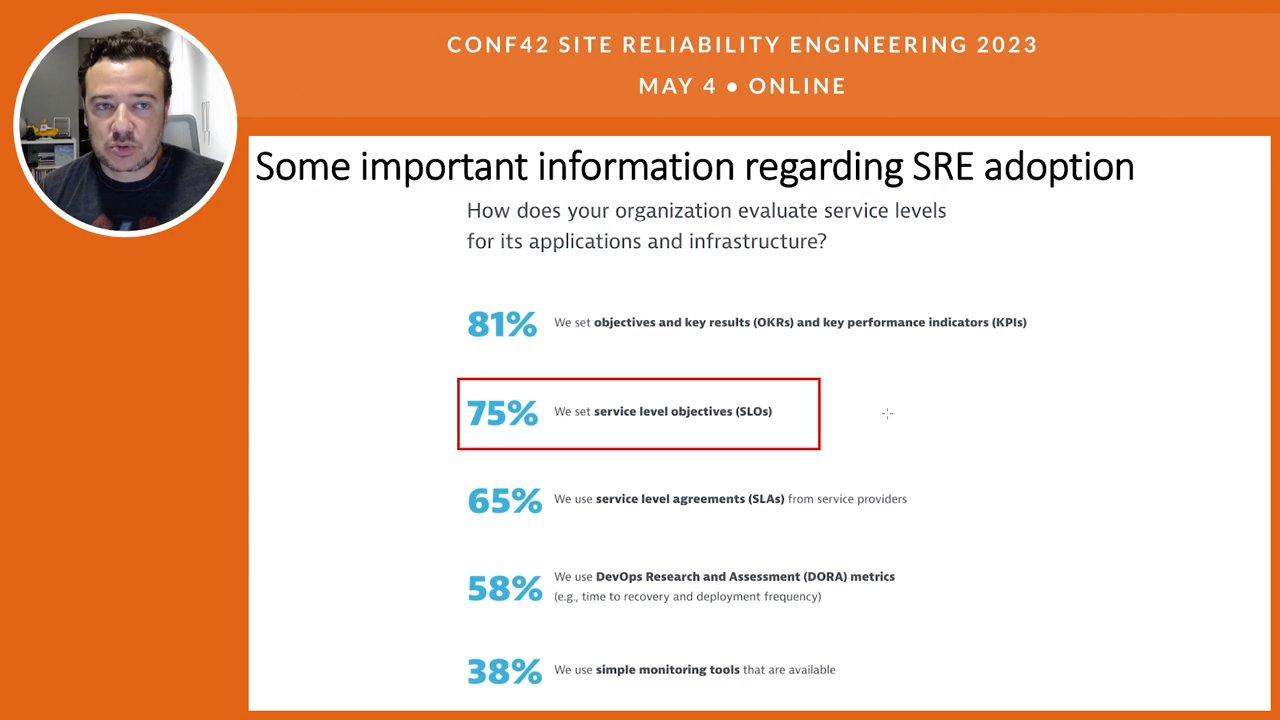 CONF42 SITE RELIABILITY ENGINEERING 2023
MAY 4 • ONLINE
Some important information regarding SRE adoption
How does your organization evaluate service levels
for its applications and infrastructure?
81% We set objectives and key results (OKRs) and key performance indicators (KPIs)
75% We set service level objectives (SLOs)
65% We use service level agreements (SLAs) from service providers
58% We use DevOps Research and Assessment (DORA) metrics
(e.g., time to recovery and deployment frequency)
38% We use simple monitoring tools that are available